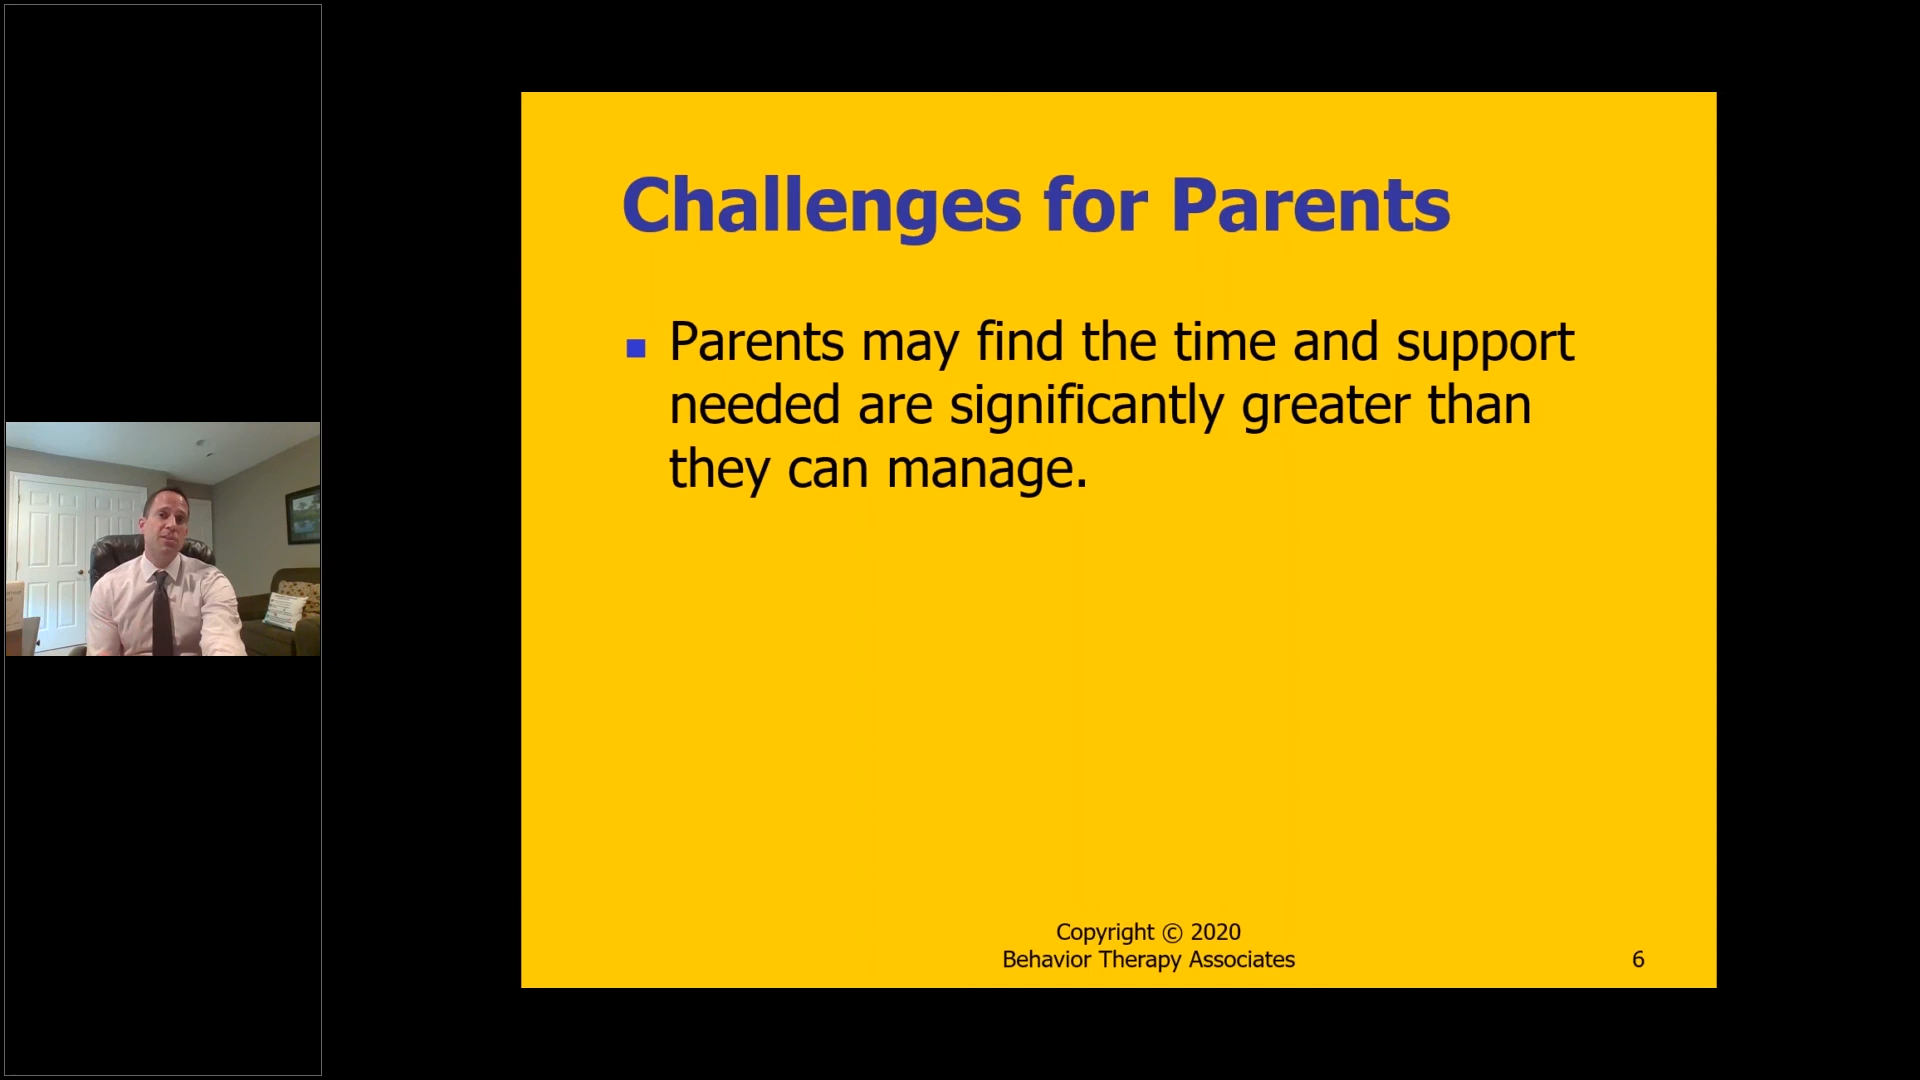 Challenges for Parents
Parents may find the time and support
needed are significantly greater than
they can manage.
Copyright © 2020
Behavior Therapy Associates
6